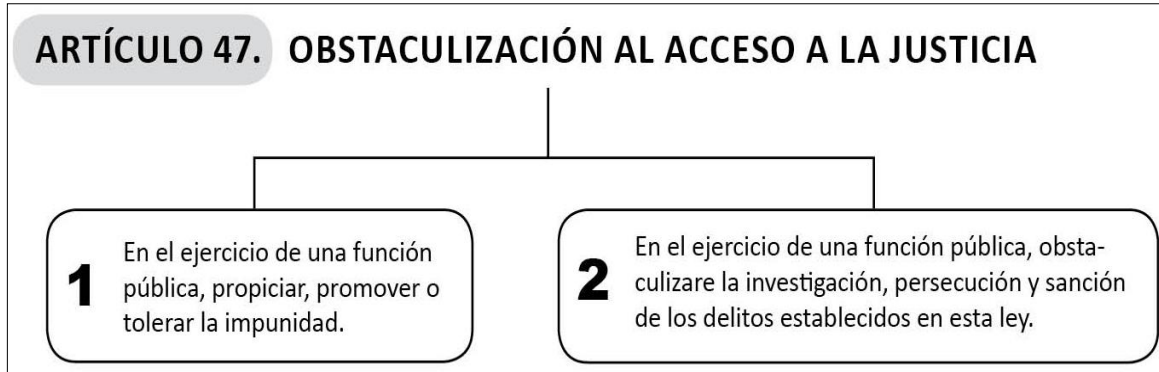 ARTÍCULO 47. OBSTACULIZACIÓN AL ACCESO A LA JUSTICIA
1
En el ejercicio de una función
pública, propiciar, promover o
tolerar la impunidad.
2
En el ejercicio de una función pública, obsta-
culizare la investigación, persecución y sanción
de los delitos establecidos en esta ley.